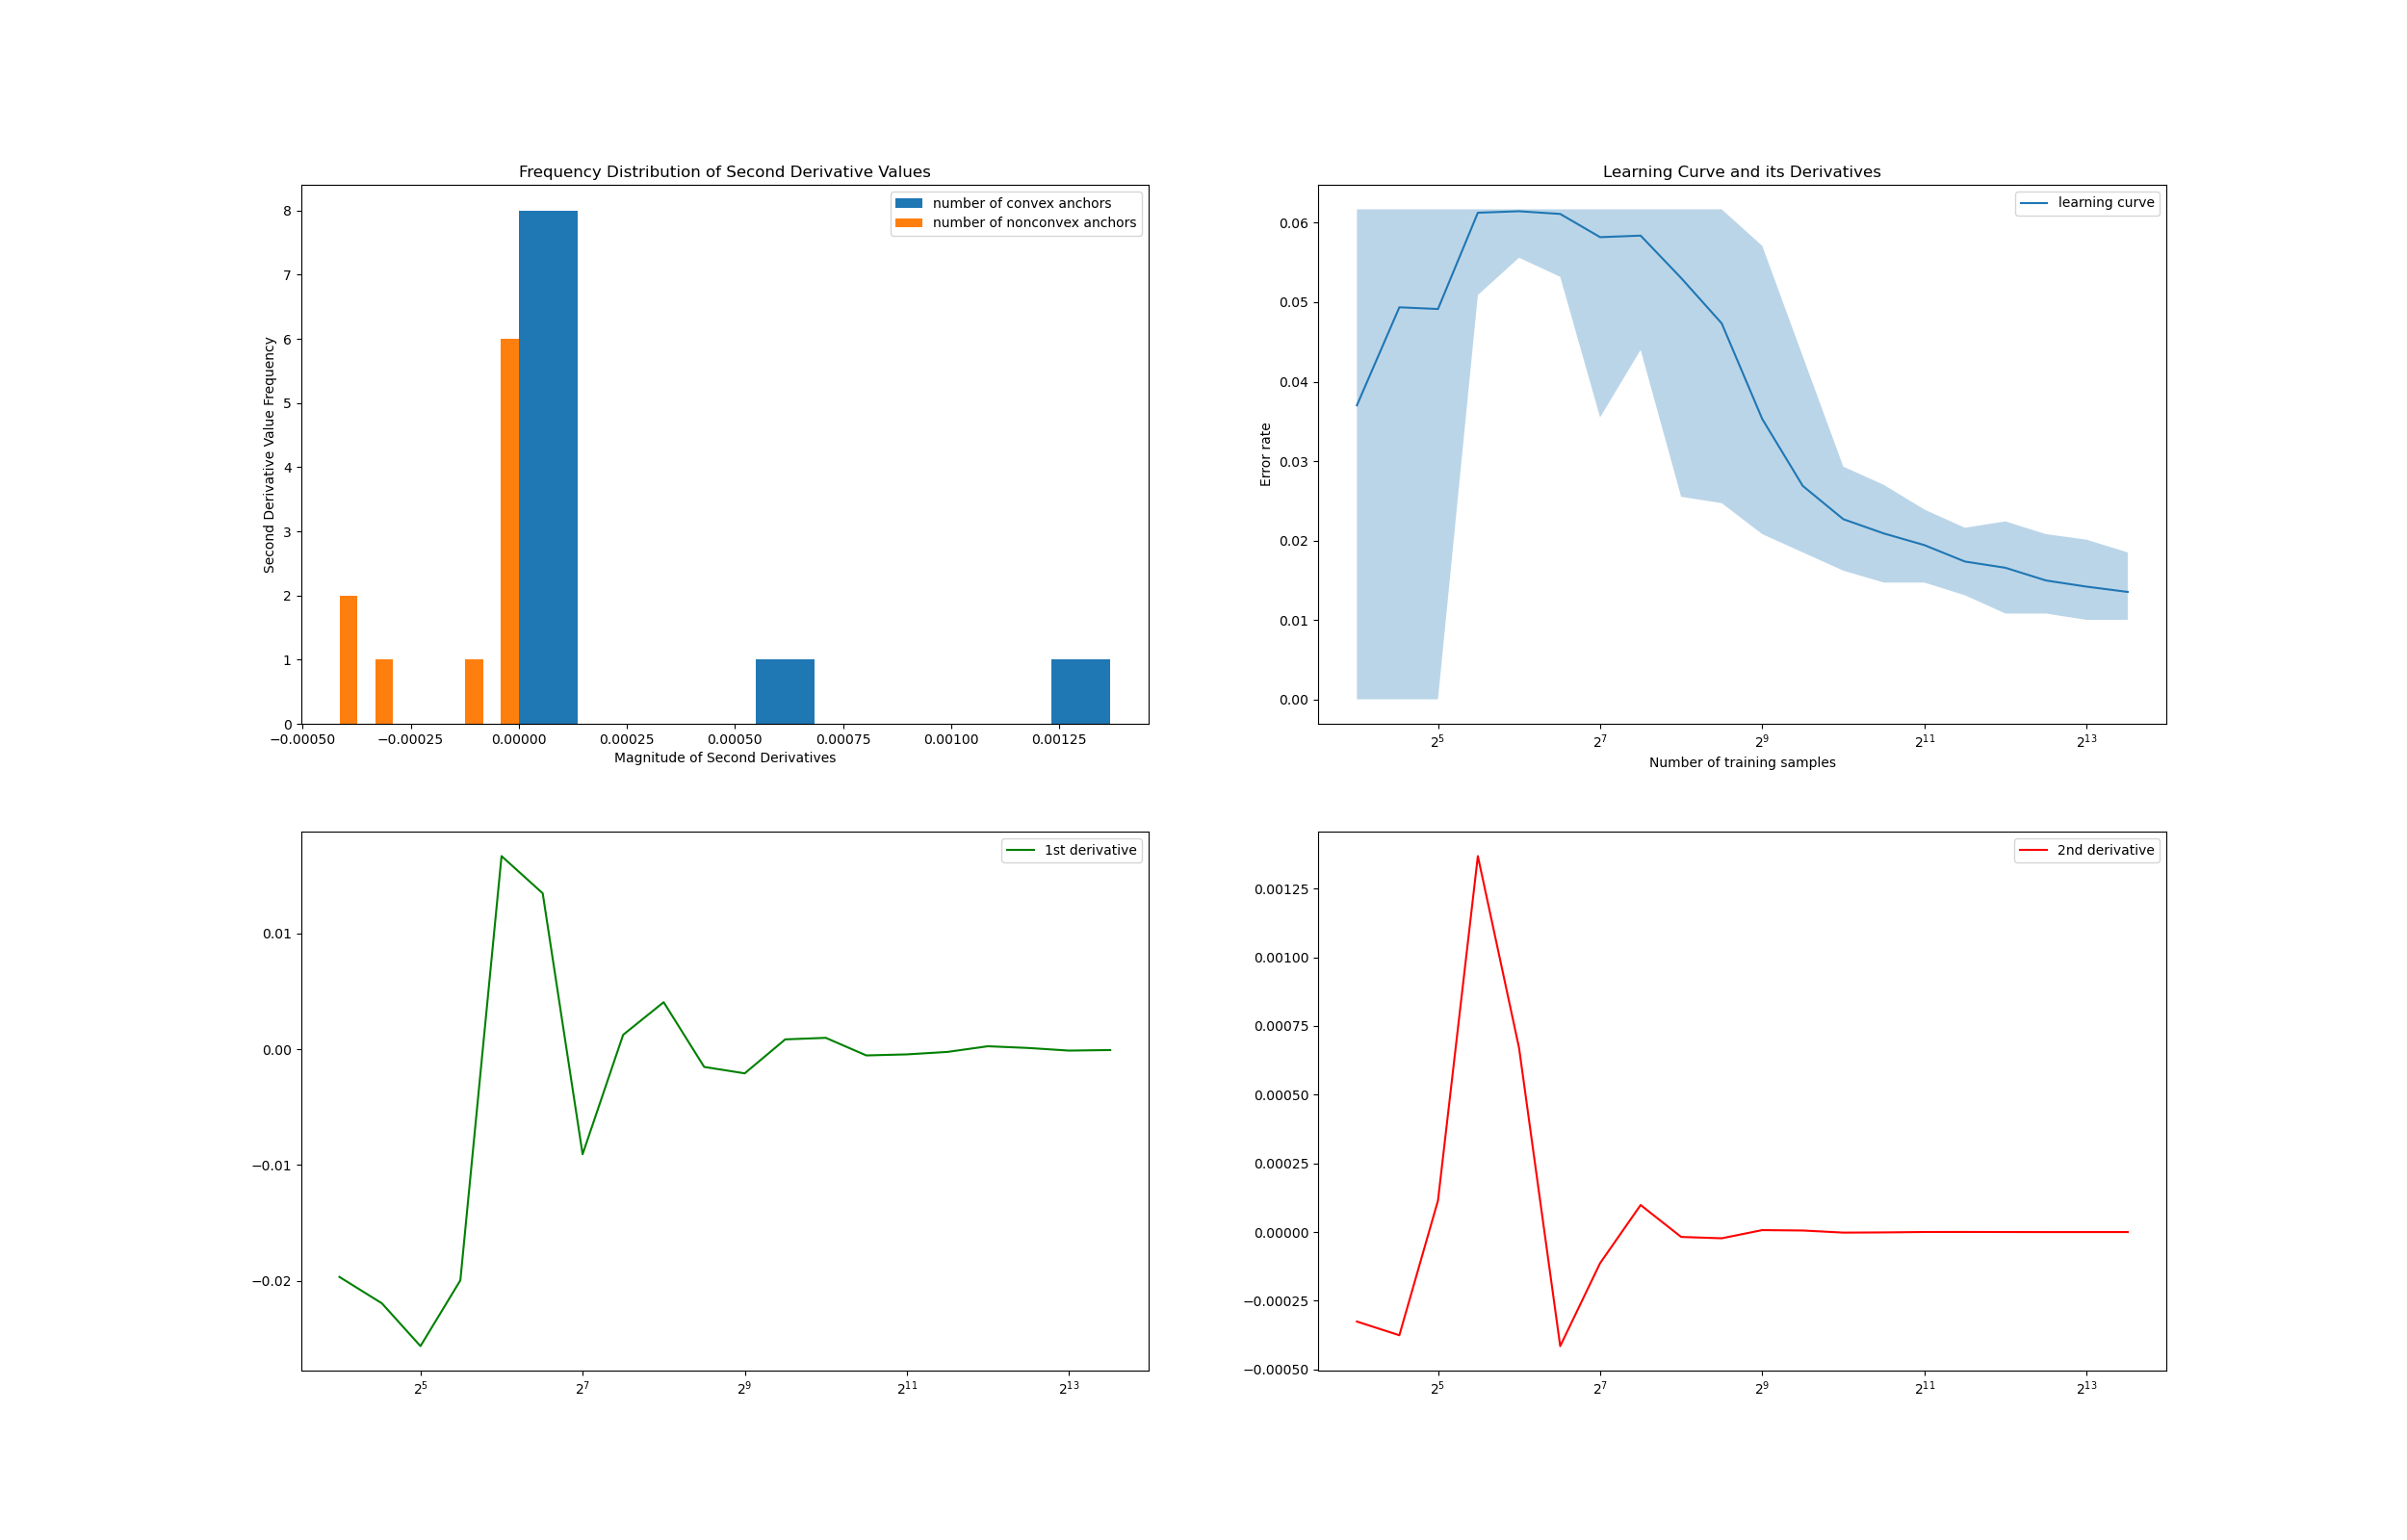 Frequency Distribution of Second Derivative Values
number of convex anchors
number of nonconvex anchors
8
7
6
5
4
3
2
1
0
Second Derivative Value Frequency
−0.00050 −0.00025 0.00000 0.00025 0.00050 0.00075 0.00100 0.00125
Magnitude of Second Derivatives
Learning Curve and its Derivatives
learning curve
0.06
0.05
0.04
0.03
0.02
0.01
0.00
Error rate
2^5 2^7 2^9 2^11 2^13
Number of training samples
1st derivative
0.01
0.00
−0.01
−0.02
2^5 2^7 2^9 2^11 2^13
2nd derivative
0.00125
0.00100
0.00075
0.00050
0.00025
0.00000
−0.00025
−0.00050
2^5 2^7 2^9 2^11 2^13